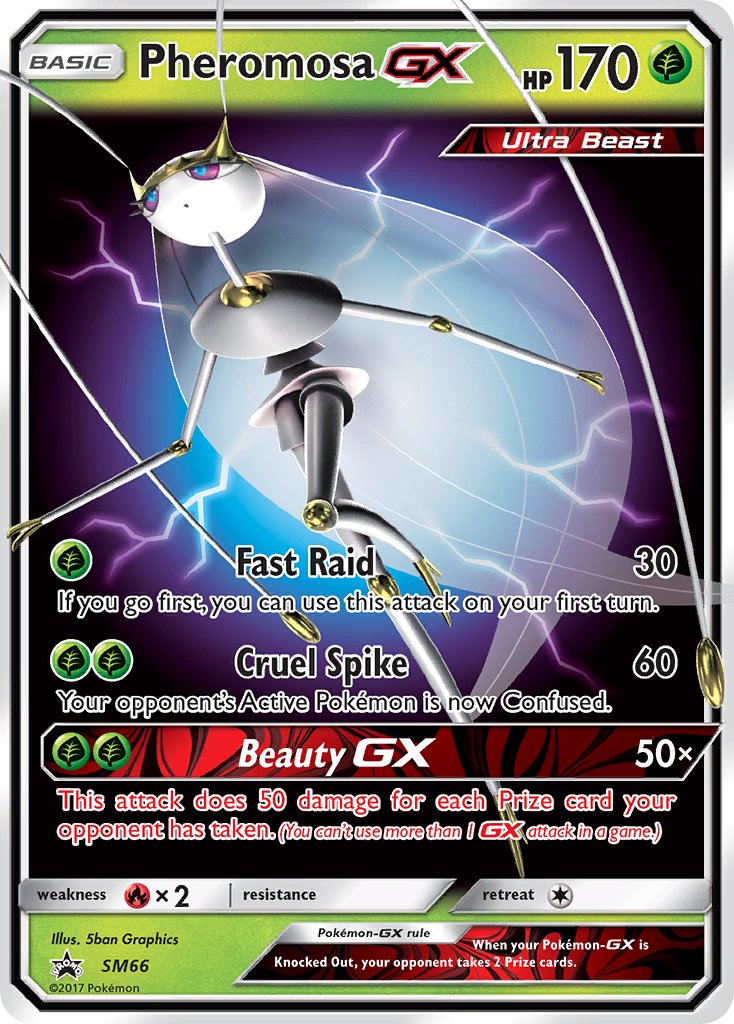 BASIC Pheromosa GX HP 170
Ultra Beast
Fast Raid 30
If you go first, you can use this attack on your first turn.
Cruel Spike 60
Your opponent's Active Pokémon is now Confused.
Beauty GX 50×
This attack does 50 damage for each Prize card your
opponent has taken. (You can't use more than 1 GX attack in a game.)
weakness × 2 resistance retreat
Illus. 5ban Graphics
PROMO SM66
©2017 Pokémon
Pokémon-GX rule
When your Pokémon-GX is
Knocked Out, your opponent takes 2 Prize cards.